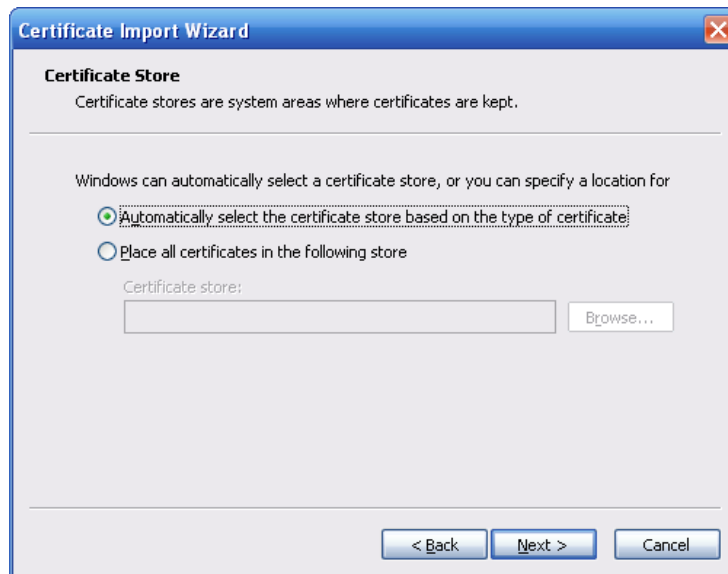 Certificate Import Wizard
Certificate Store
Certificate stores are system areas where certificates are kept.
Windows can automatically select a certificate store, or you can specify a location for
Automatically select the certificate store based on the type of certificate
Place all certificates in the following store
Certificate store:
Browse...
< Back Next > Cancel